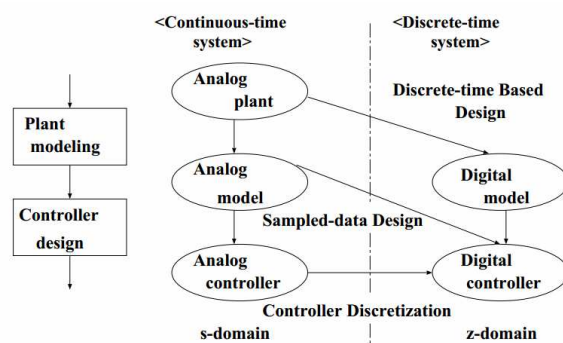 <Continuous-time
system>
<Discrete-time
system>
Plant
modeling
Controller
design
Analog
plant
Discrete-time Based
Design
Analog
model
Digital
model
Sampled-data Design
Analog
controller
Digital
controller
Controller Discretization
s-domain
z-domain